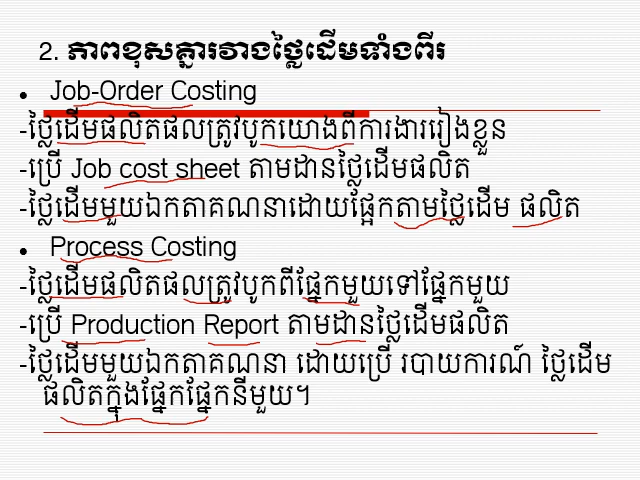 2. ភាពខុសគ្នារវាងថ្លៃដើមទាំងពីរ
• Job-Order Costing
-ថ្លៃដើមផលិតផលត្រូវបូកយោងពីការងាររៀងខ្លួន
-ប្រើ Job cost sheet តាមដានថ្លៃដើមផលិត
-ថ្លៃដើមមួយឯកតាគណនាដោយផ្អែកតាមថ្លៃដើម ផលិត
• Process Costing
-ថ្លៃដើមផលិតផលត្រូវបូកពីផ្នែកមួយទៅផ្នែកមួយ
-ប្រើ Production Report តាមដានថ្លៃដើមផលិត
-ថ្លៃដើមមួយឯកតាគណនា ដោយប្រើ របាយការណ៍ ថ្លៃដើម
ផលិតក្នុងផ្នែកផ្នែកនីមួយ។